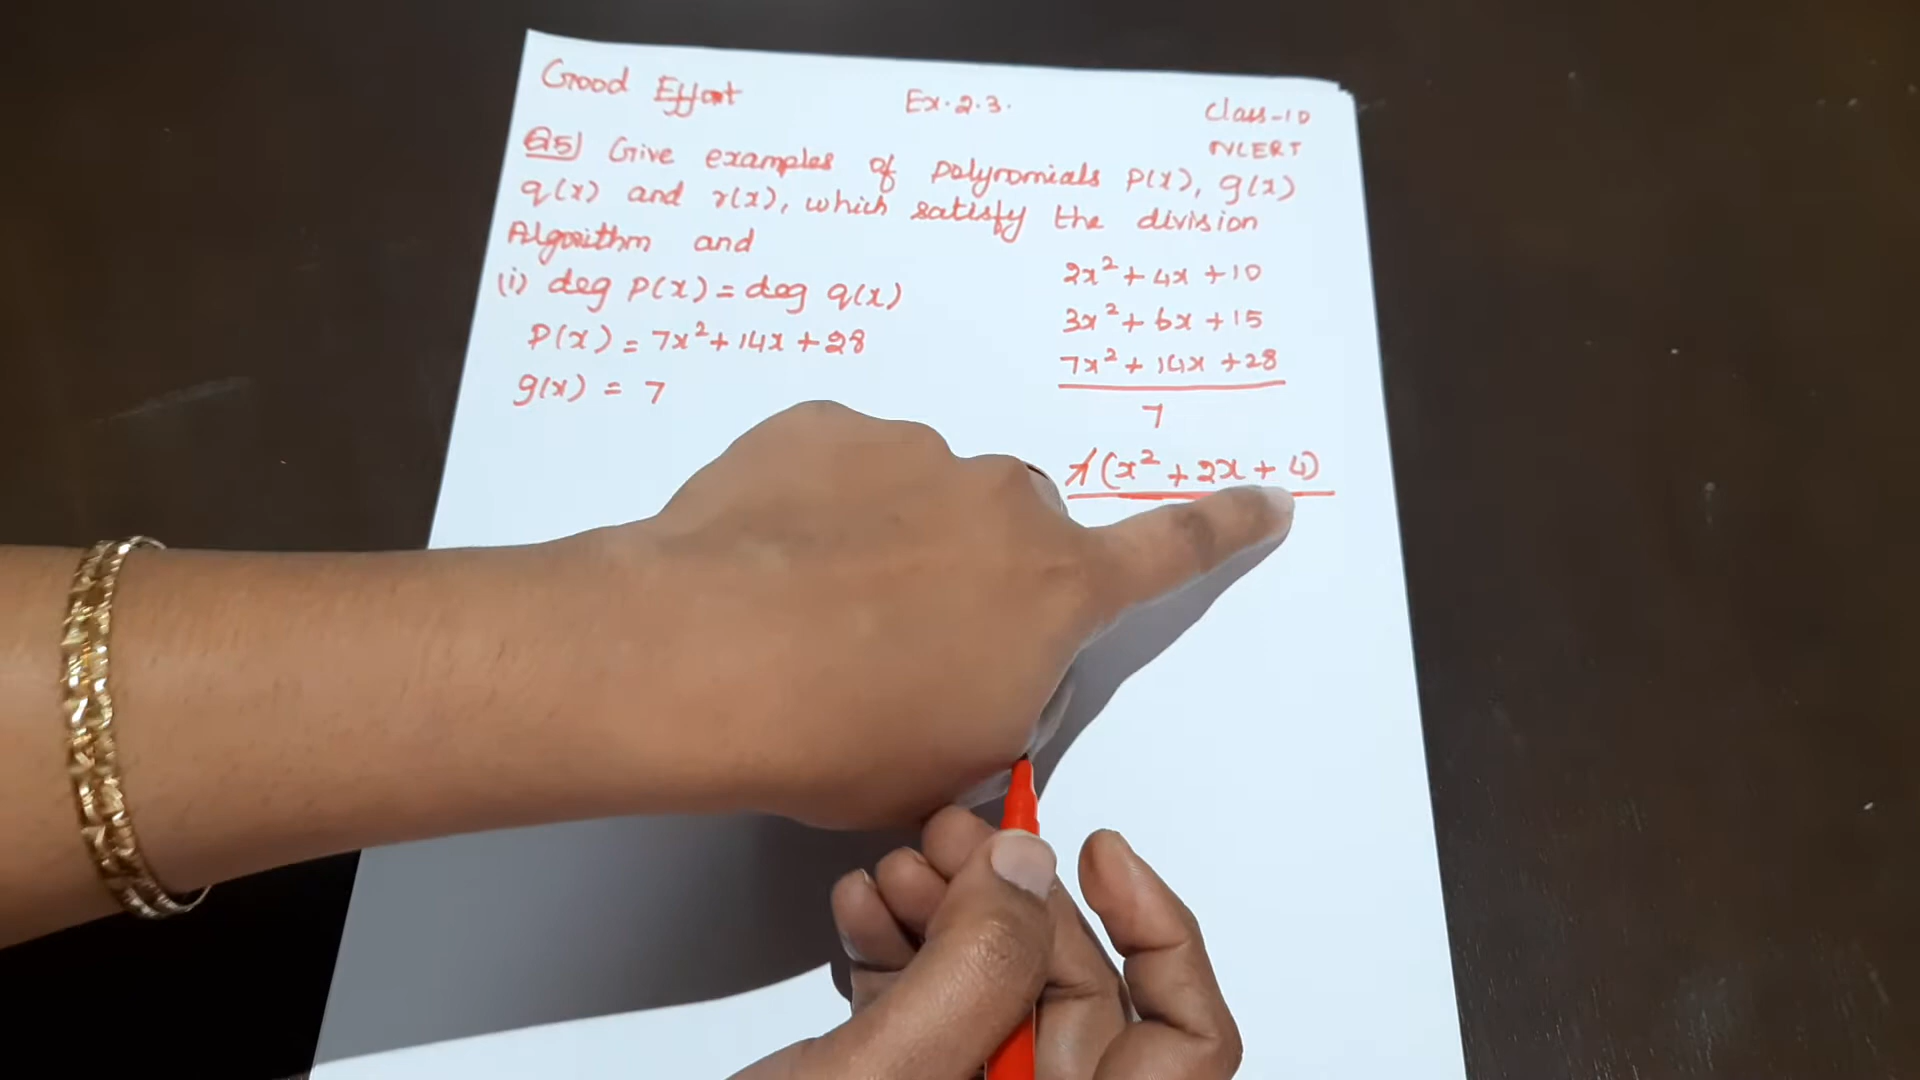 Good Effort
Ex. 2.3.
Class-10
NCERT
Q5) Give examples of polynomials P(x), g(x)
q(x) and r(x), which satisfy the division
Algorithm and
(i) deg P(x) = deg q(x)
P(x) = 7x² + 14x + 28
g(x) = 7
2x² + 4x + 10
3x² + 6x + 15
7x² + 14x + 28
7
7(x² + 2x + 4)